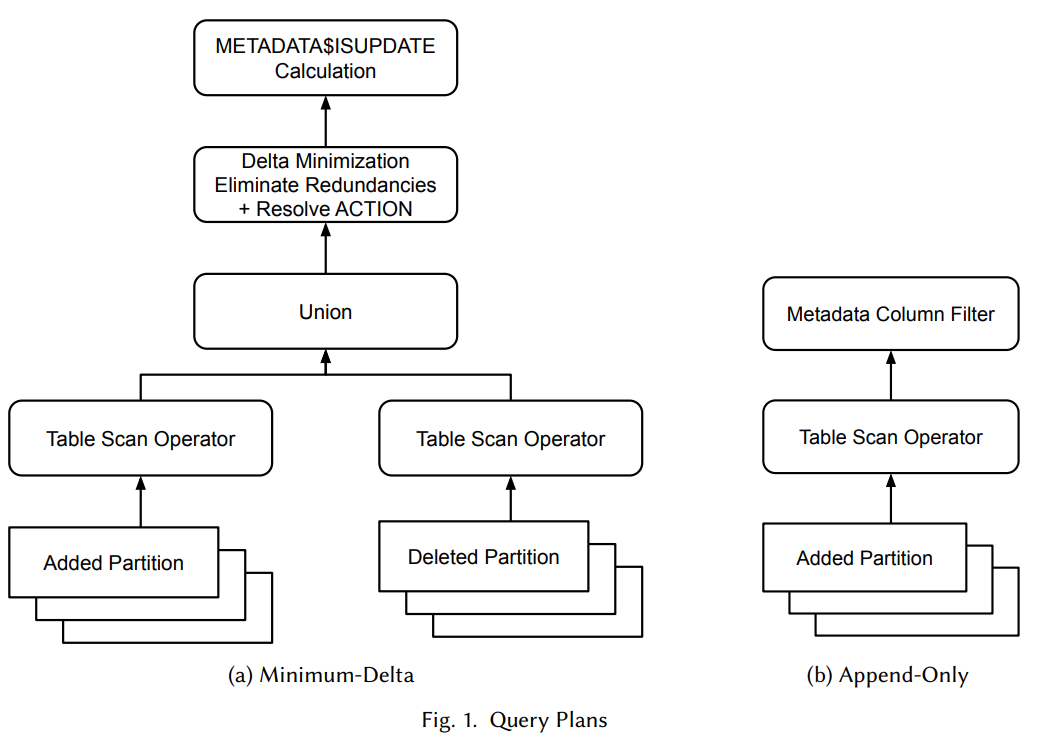 METADATA$ISUPDATE
Calculation
Delta Minimization
Eliminate Redundancies
+ Resolve ACTION
Union
Table Scan Operator
Table Scan Operator
Added Partition
Deleted Partition
(a) Minimum-Delta
Metadata Column Filter
Table Scan Operator
Added Partition
(b) Append-Only
Fig. 1. Query Plans